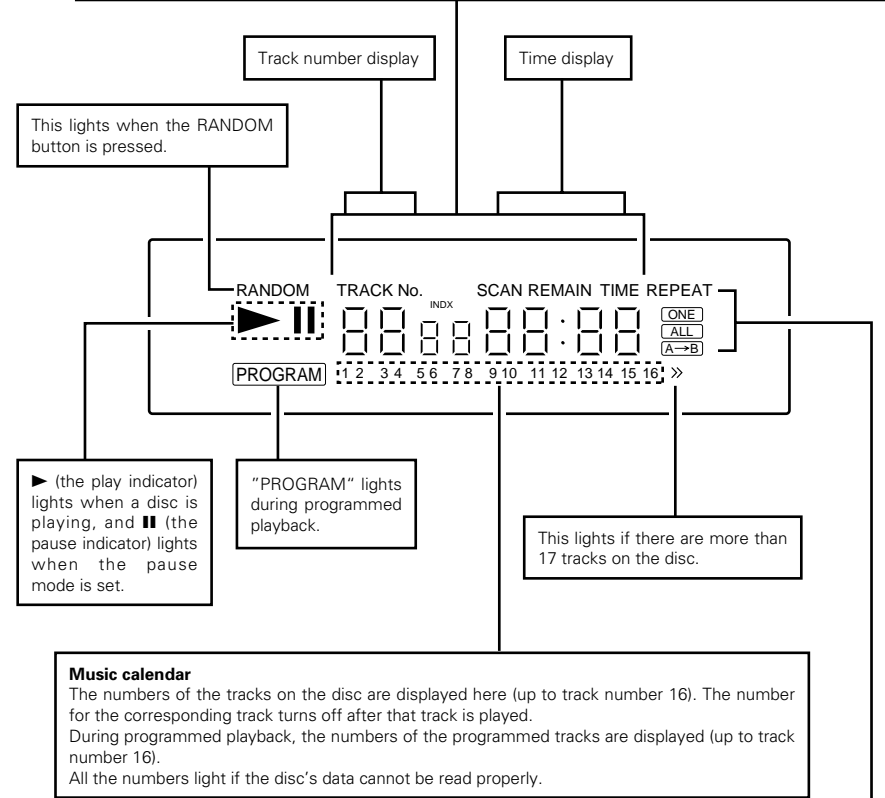 Track number display
Time display
This lights when the RANDOM
button is pressed.
RANDOM TRACK No. SCAN REMAIN TIME REPEAT
INDX
88 88 88:88
ONE
ALL
A→B
PROGRAM 1 2 3 4 5 6 7 8 9 10 11 12 13 14 15 16 »
► (the play indicator)
lights when a disc is
playing, and ❚❚ (the
pause indicator) lights
when the pause
mode is set.
"PROGRAM" lights
during programmed
playback.
This lights if there are more than
17 tracks on the disc.
Music calendar
The numbers of the tracks on the disc are displayed here (up to track number 16). The number
for the corresponding track turns off after that track is played.
During programmed playback, the numbers of the programmed tracks are displayed (up to track
number 16).
All the numbers light if the disc's data cannot be read properly.